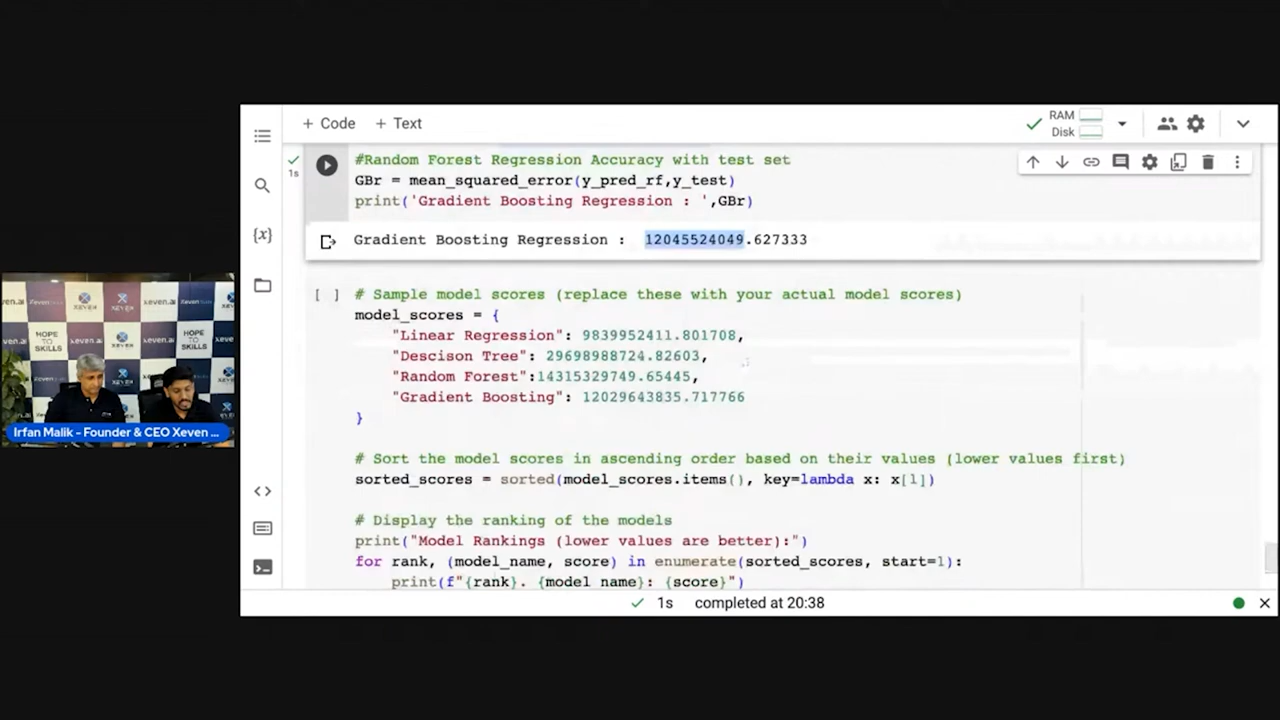 + Code + Text
RAM
Disk
1s
#Random Forest Regression Accuracy with test set
GBr = mean_squared_error(y_pred_rf,y_test)
print('Gradient Boosting Regression : ',GBr)
Gradient Boosting Regression : 12045524049.627333
[ ]
# Sample model scores (replace these with your actual model scores)
model_scores = {
"Linear Regression": 9839952411.801708,
"Descison Tree": 29698988724.82603,
"Random Forest":14315329749.65445,
"Gradient Boosting": 12029643835.717766
}
# Sort the model scores in ascending order based on their values (lower values first)
sorted_scores = sorted(model_scores.items(), key=lambda x: x[1])
# Display the ranking of the models
print("Model Rankings (lower values are better):")
for rank, (model_name, score) in enumerate(sorted_scores, start=1):
print(f"{rank}. {model_name}: {score}")
1s completed at 20:38
{x}
HOPE
TO
SKILLS
HOPE
TO
SKILLS
Irfan Malik - Founder & CEO Xeven ...